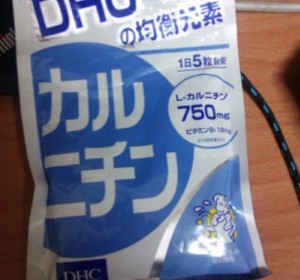 DHC
の均衡元素
1日5粒目安
L-カルニチン
750mg
ビタミンB₁ 12mg
カル
ニチン
DHC